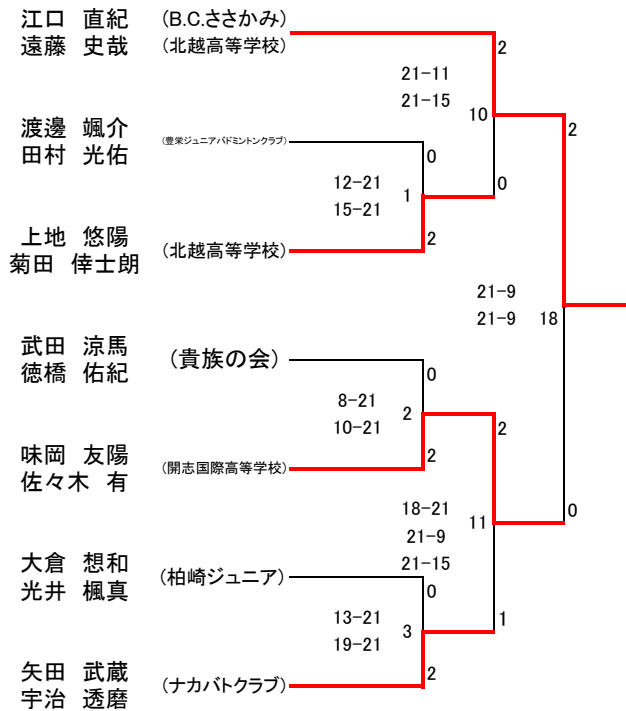 江口 直紀 (B.C.ささかみ)
遠藤 史哉 (北越高等学校)
2
21-11
21-15
10
2
渡邊 颯介
田村 光佑
(豊栄ジュニアバドミントンクラブ)
0
12-21
15-21
1
0
上地 悠陽
菊田 倖士朗
(北越高等学校)
2
21-9
21-9
18
武田 涼馬
徳橋 佑紀
(貴族の会)
0
8-21
10-21
2
2
味岡 友陽
佐々木 有
(開志国際高等学校)
2
18-21
21-9
21-15
11
0
大倉 想和
光井 楓真
(柏崎ジュニア)
0
13-21
19-21
3
1
矢田 武蔵
宇治 透磨
(ナカバトクラブ)
2